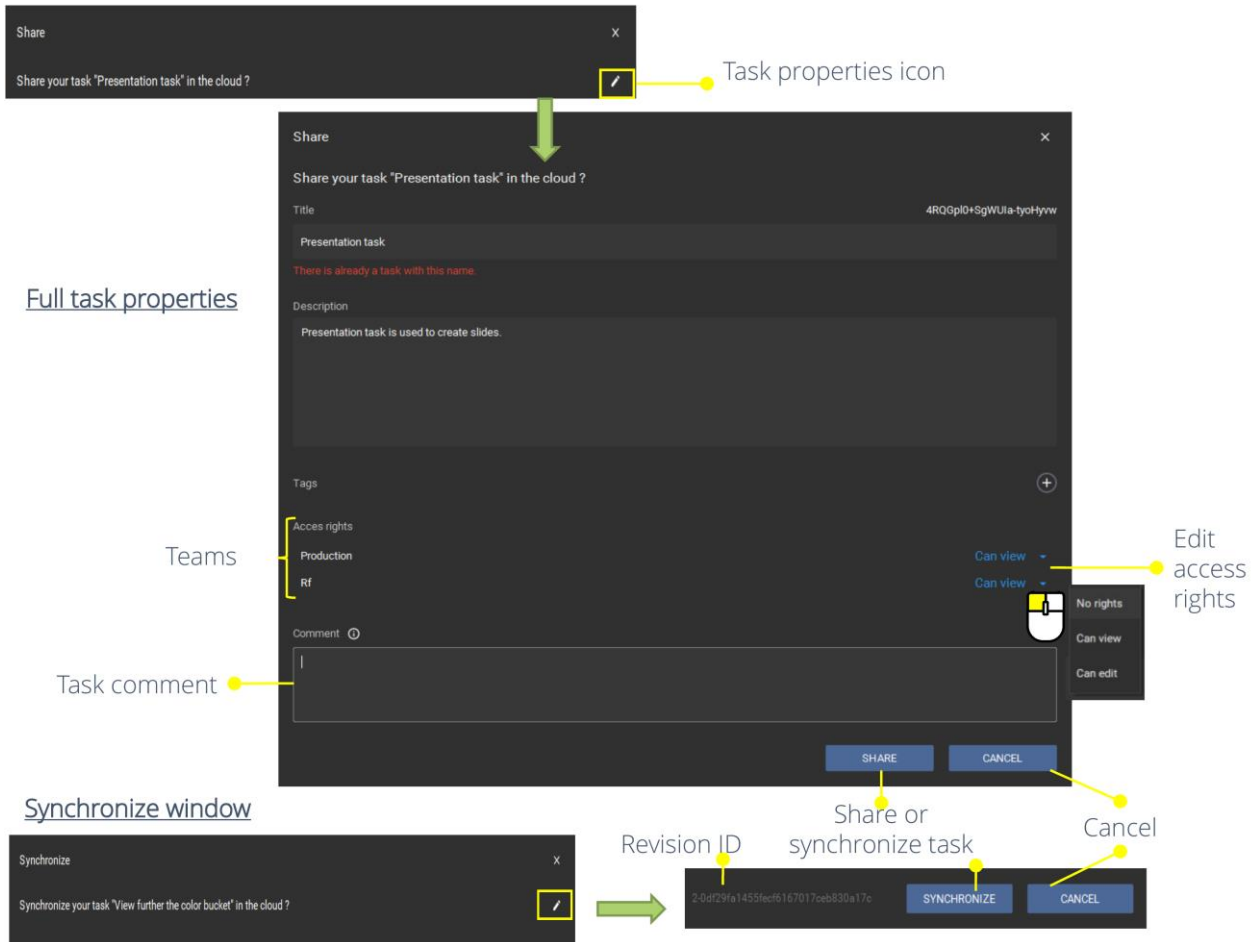 Share X
Share your task "Presentation task" in the cloud ?
Task properties icon
Share ×
Share your task "Presentation task" in the cloud ?
Title 4RQGpl0+SgWUIa-tyoHyvw
Presentation task
There is already a task with this name.
Full task properties
Description
Presentation task is used to create slides.
Tags
Acces rights
Teams
Production Can view
Rf Can view
Edit
access
rights
No rights
Can view
Can edit
Comment
Task comment
SHARE CANCEL
Synchronize window
Share or
synchronize task
Cancel
Revision ID
Synchronize X
Synchronize your task "View further the color bucket" in the cloud ?
2-0df29fa1455fecf6167017ceb830a17c SYNCHRONIZE CANCEL